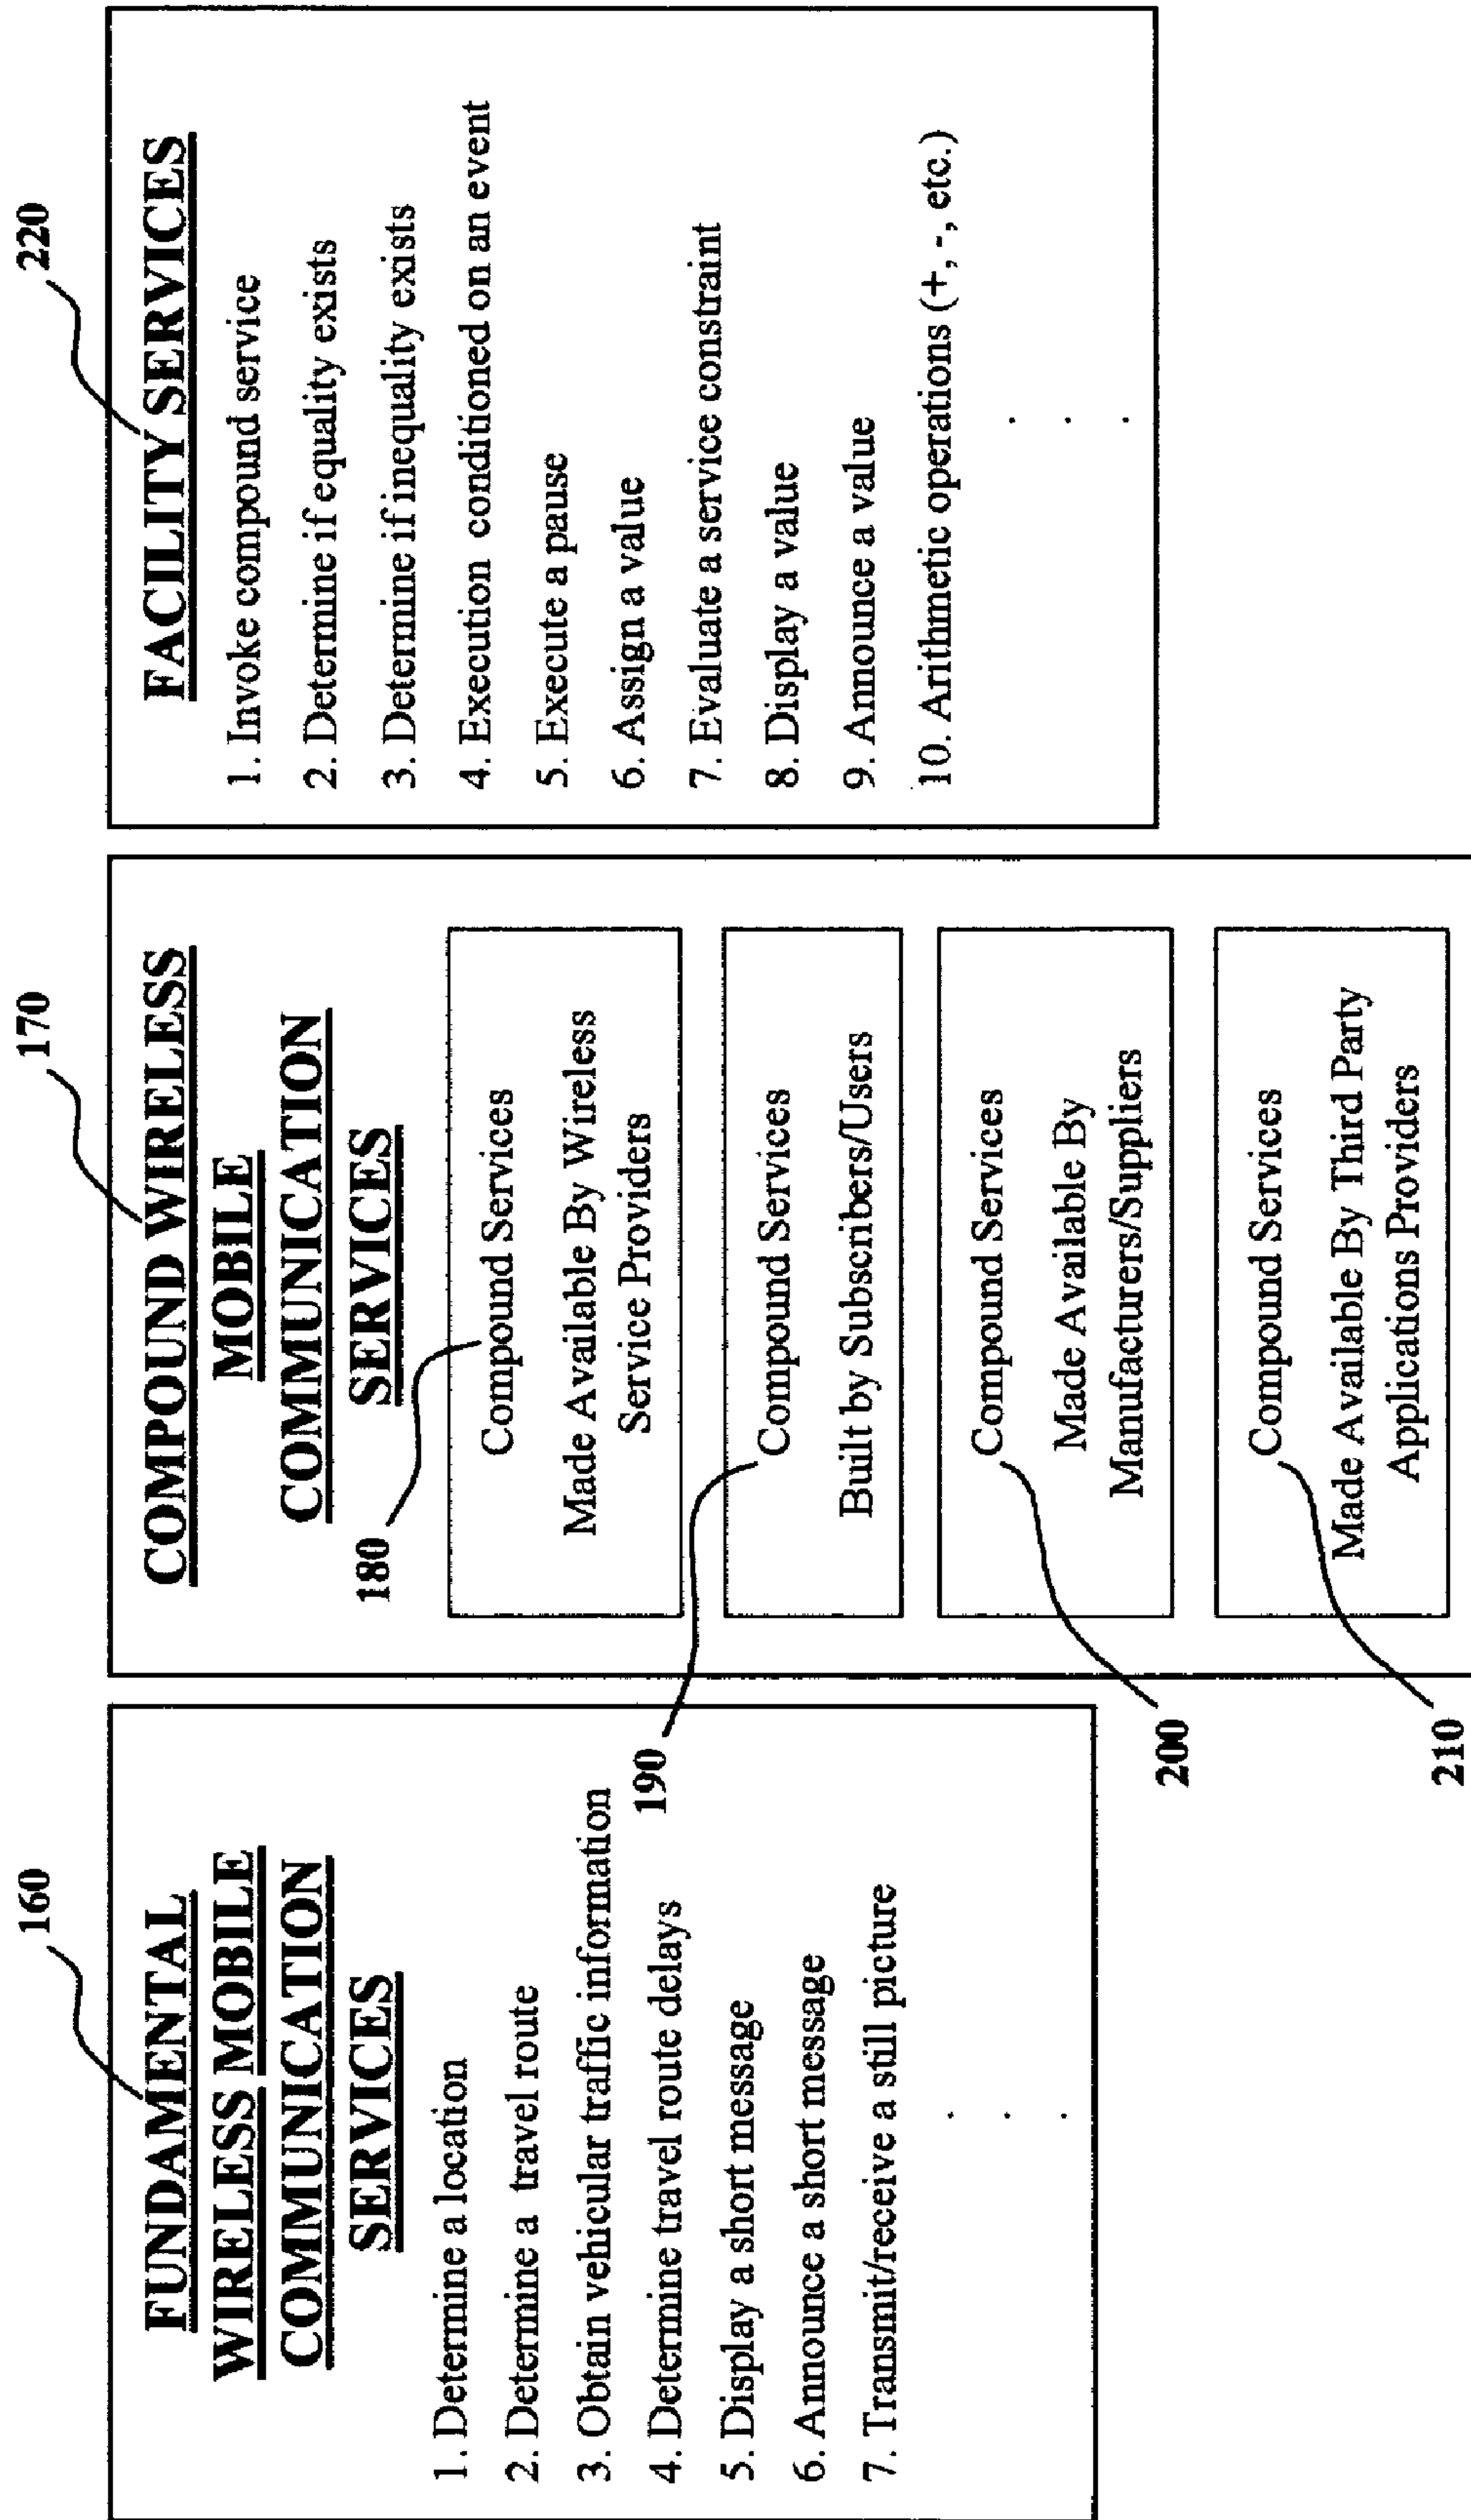 160
FUNDAMENTAL
WIRELESS MOBILE
COMMUNICATION
SERVICES
1. Determine a location
2. Determine a travel route
3. Obtain vehicular traffic information
4. Determine travel route delays
5. Display a short message
6. Announce a short message
7. Transmit/receive a still picture
.
.
.
170
COMPOUND WIRELESS
MOBILE
COMMUNICATION
SERVICES
180
Compound Services
Made Available By Wireless
Service Providers
190
Compound Services
Built by Subscribers/Users
200
Compound Services
Made Available By
Manufacturers/Suppliers
210
Compound Services
Made Available By Third Party
Applications Providers
220
FACILITY SERVICES
1. Invoke compound service
2. Determine if equality exists
3. Determine if inequality exists
4. Execution conditioned on an event
5. Execute a pause
6. Assign a value
7. Evaluate a service constraint
8. Display a value
9. Announce a value
10. Arithmetic operations (+, -, etc.)
.
.
.